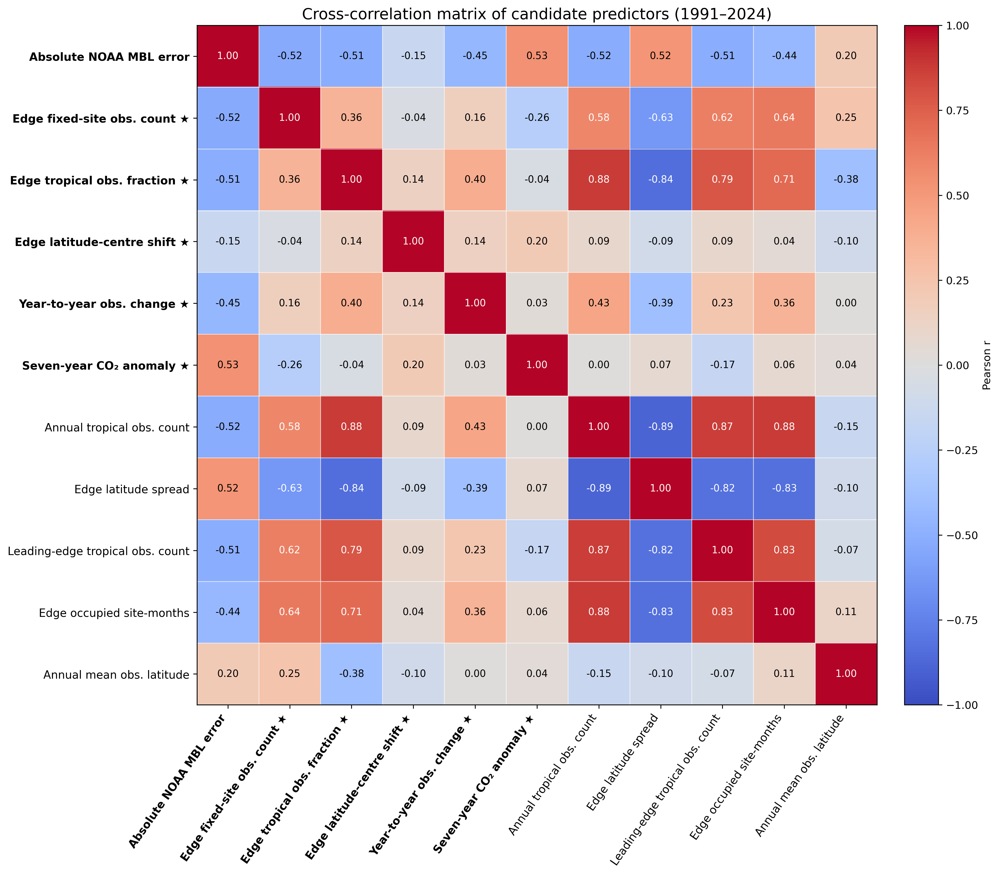 Cross-correlation matrix of candidate predictors (1991–2024)
Absolute NOAA MBL error 1.00 -0.52 -0.51 -0.15 -0.45 0.53 -0.52 0.52 -0.51 -0.44 0.20
Edge fixed-site obs. count ★ -0.52 1.00 0.36 -0.04 0.16 -0.26 0.58 -0.63 0.62 0.64 0.25
Edge tropical obs. fraction ★ -0.51 0.36 1.00 0.14 0.40 -0.04 0.88 -0.84 0.79 0.71 -0.38
Edge latitude-centre shift ★ -0.15 -0.04 0.14 1.00 0.14 0.20 0.09 -0.09 0.09 0.04 -0.10
Year-to-year obs. change ★ -0.45 0.16 0.40 0.14 1.00 0.03 0.43 -0.39 0.23 0.36 0.00
Seven-year CO₂ anomaly ★ 0.53 -0.26 -0.04 0.20 0.03 1.00 0.00 0.07 -0.17 0.06 0.04
Annual tropical obs. count -0.52 0.58 0.88 0.09 0.43 0.00 1.00 -0.89 0.87 0.88 -0.15
Edge latitude spread 0.52 -0.63 -0.84 -0.09 -0.39 0.07 -0.89 1.00 -0.82 -0.83 -0.10
Leading-edge tropical obs. count -0.51 0.62 0.79 0.09 0.23 -0.17 0.87 -0.82 1.00 0.83 -0.07
Edge occupied site-months -0.44 0.64 0.71 0.04 0.36 0.06 0.88 -0.83 0.83 1.00 0.11
Annual mean obs. latitude 0.20 0.25 -0.38 -0.10 0.00 0.04 -0.15 -0.10 -0.07 0.11 1.00
Absolute NOAA MBL error
Edge fixed-site obs. count ★
Edge tropical obs. fraction ★
Edge latitude-centre shift ★
Year-to-year obs. change ★
Seven-year CO₂ anomaly ★
Annual tropical obs. count
Edge latitude spread
Leading-edge tropical obs. count
Edge occupied site-months
Annual mean obs. latitude
1.00
0.75
0.50
0.25
0.00
−0.25
−0.50
−0.75
−1.00
Pearson r